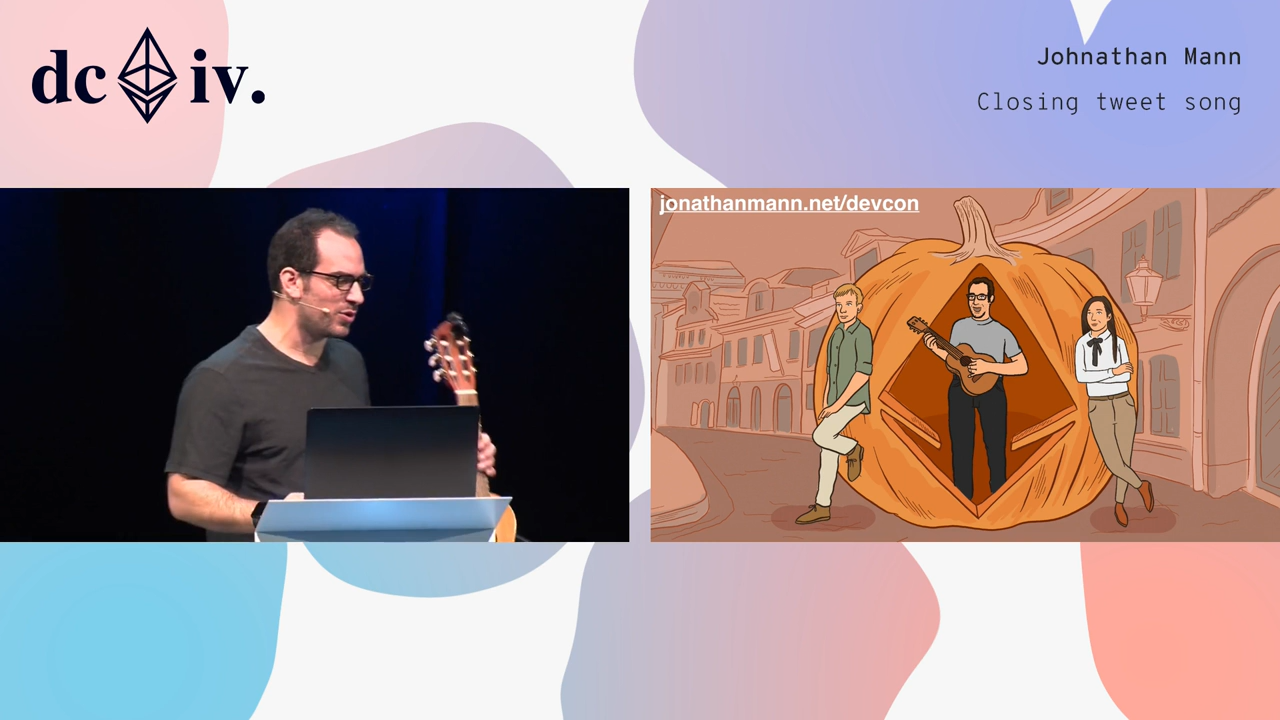 dc iv.
Johnathan Mann
Closing tweet song
jonathanmann.net/devcon